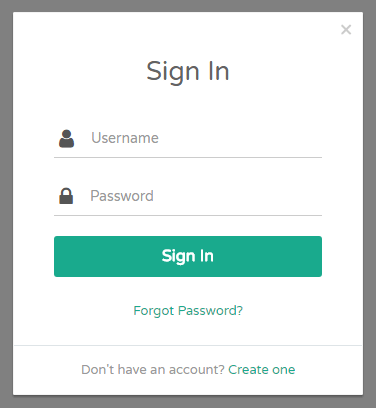 ×
Sign In
Username
Password
Sign In
Forgot Password?
Don't have an account? Create one